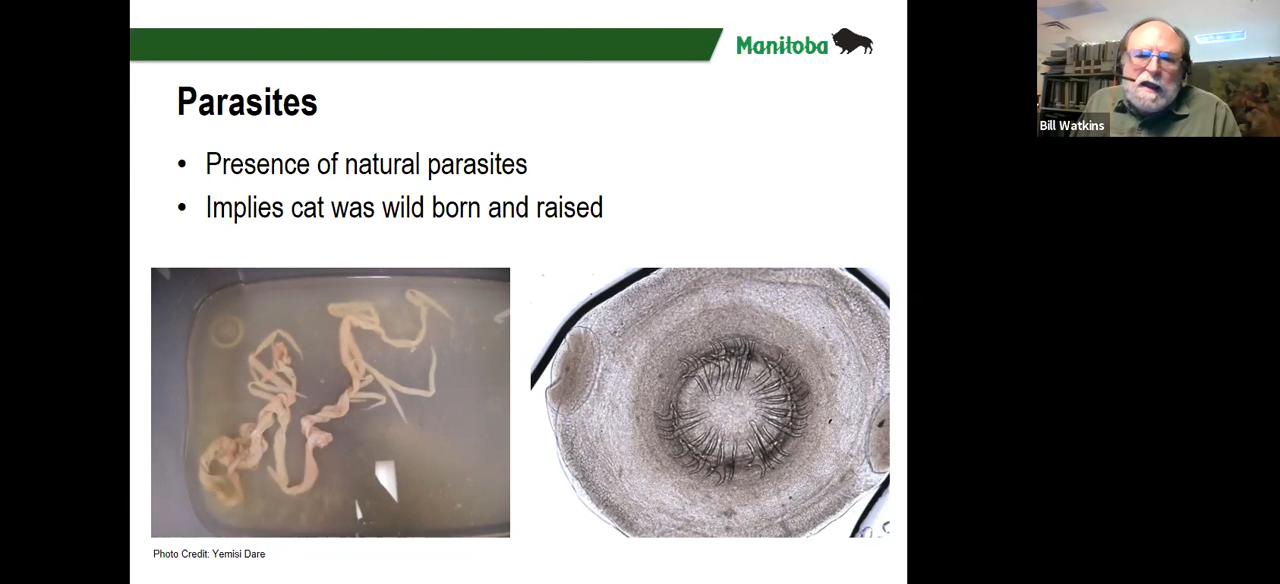 Manitoba
Parasites
• Presence of natural parasites
• Implies cat was wild born and raised
Photo Credit: Yemisi Dare
Bill Watkins